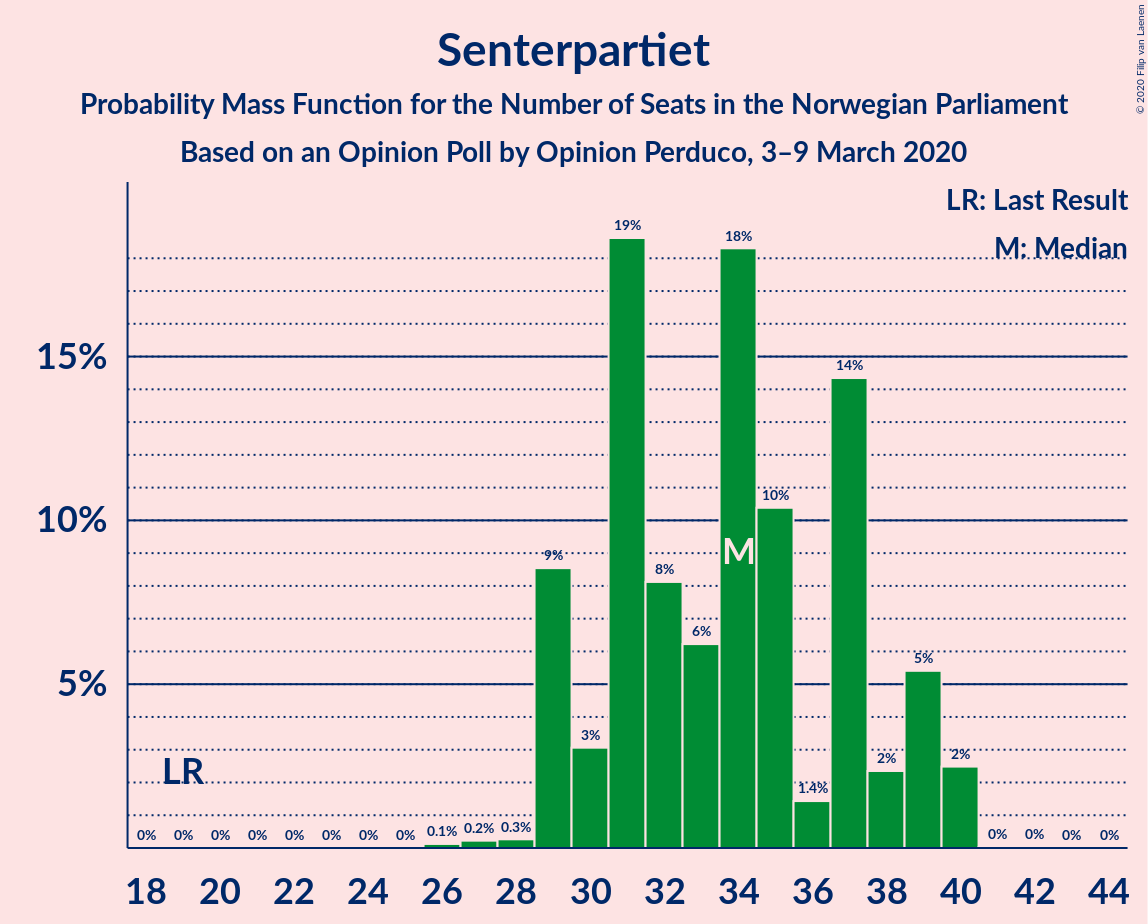 Senterpartiet
Probability Mass Function for the Number of Seats in the Norwegian Parliament
Based on an Opinion Poll by Opinion Perduco, 3–9 March 2020
© 2020 Filip van Laenen
LR: Last Result
M: Median
15%
10%
5%
LR
M
0% 0% 0% 0% 0% 0% 0% 0% 0.1% 0.2% 0.3% 9% 3% 19% 8% 6% 18% 10% 1.4% 14% 2% 5% 2% 0% 0% 0% 0%
18 20 22 24 26 28 30 32 34 36 38 40 42 44